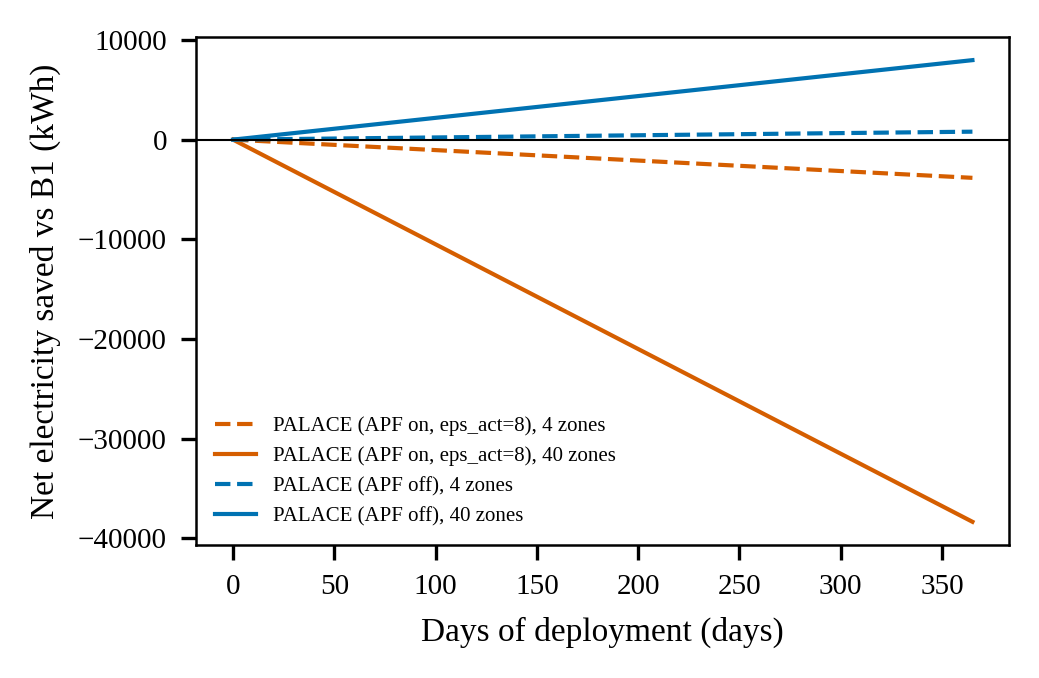 Net electricity saved vs B1 (kWh)
10000
0
−10000
−20000
−30000
−40000
PALACE (APF on, eps_act=8), 4 zones
PALACE (APF on, eps_act=8), 40 zones
PALACE (APF off), 4 zones
PALACE (APF off), 40 zones
0 50 100 150 200 250 300 350
Days of deployment (days)